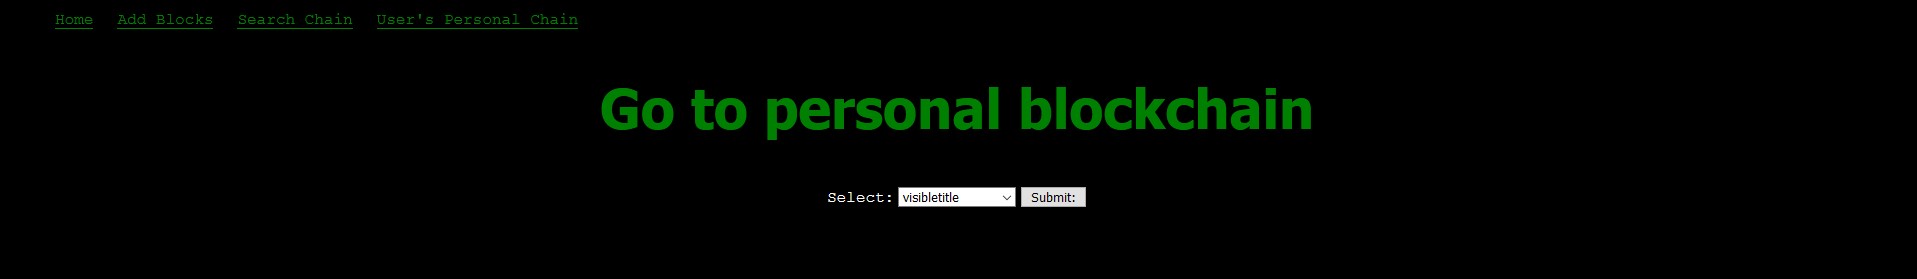 Home Add Blocks Search Chain User's Personal Chain
Go to personal blockchain
Select: visibletitle Submit: